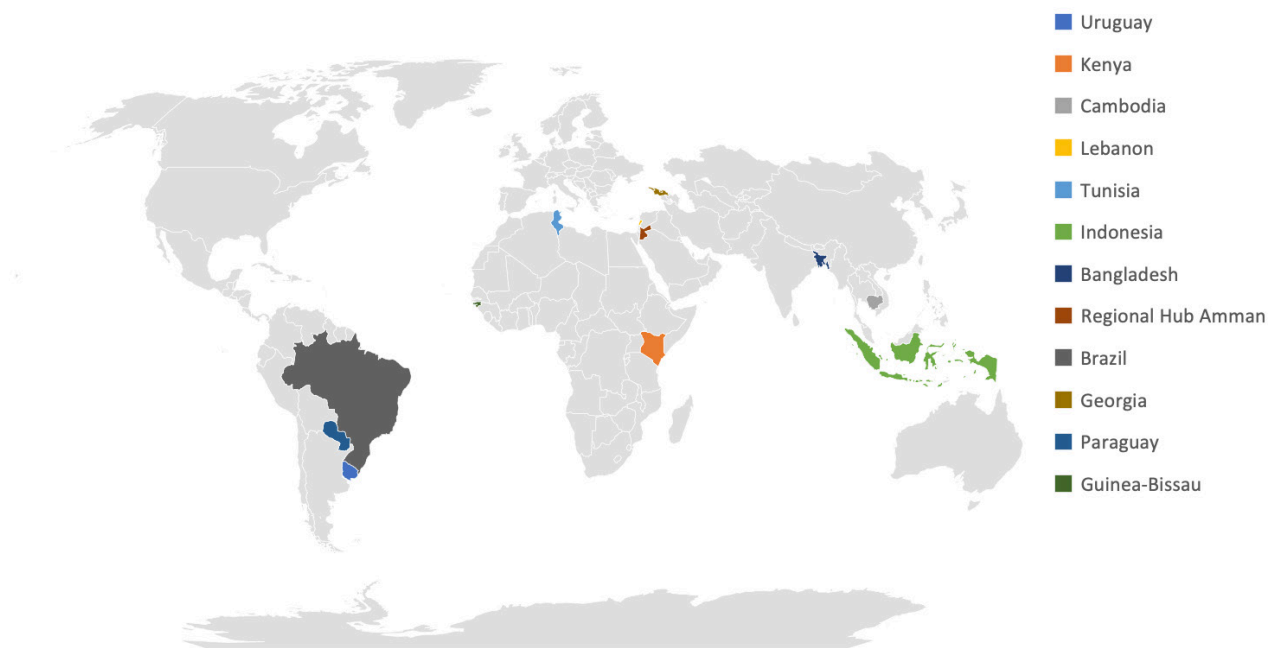 Uruguay
Kenya
Cambodia
Lebanon
Tunisia
Indonesia
Bangladesh
Regional Hub Amman
Brazil
Georgia
Paraguay
Guinea-Bissau